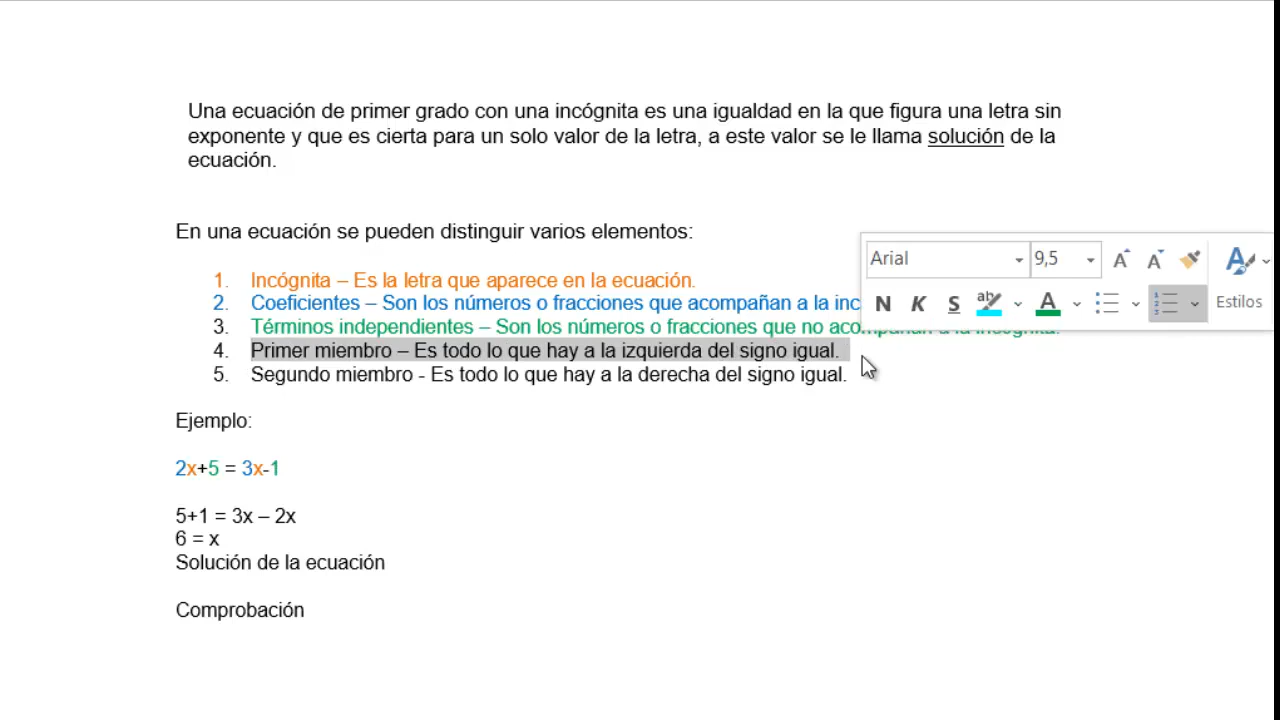 Una ecuación de primer grado con una incógnita es una igualdad en la que figura una letra sin
exponente y que es cierta para un solo valor de la letra, a este valor se le llama solución de la
ecuación.
En una ecuación se pueden distinguir varios elementos:
Arial 9,5
1. Incógnita – Es la letra que aparece en la ecuación.
2. Coeficientes – Son los números o fracciones que acompañan a la
N K S ab A Estilos
3. Términos independientes – Son los números o fracciones que no
4. Primer miembro – Es todo lo que hay a la izquierda del signo igual.
5. Segundo miembro - Es todo lo que hay a la derecha del signo igual.
Ejemplo:
2x+5 = 3x-1
5+1 = 3x – 2x
6 = x
Solución de la ecuación
Comprobación